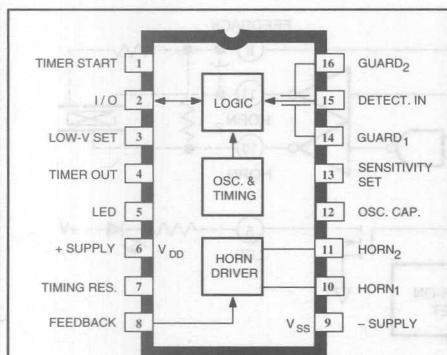 TIMER START 1
I / O 2
LOW-V SET 3
TIMER OUT 4
LED 5
+ SUPPLY 6 V DD
TIMING RES. 7
FEEDBACK 8
LOGIC
OSC. &
TIMING
HORN
DRIVER
16 GUARD2
15 DETECT. IN
14 GUARD1
13 SENSITIVITY
SET
12 OSC. CAP.
11 HORN2
10 HORN1
VSS 9 – SUPPLY